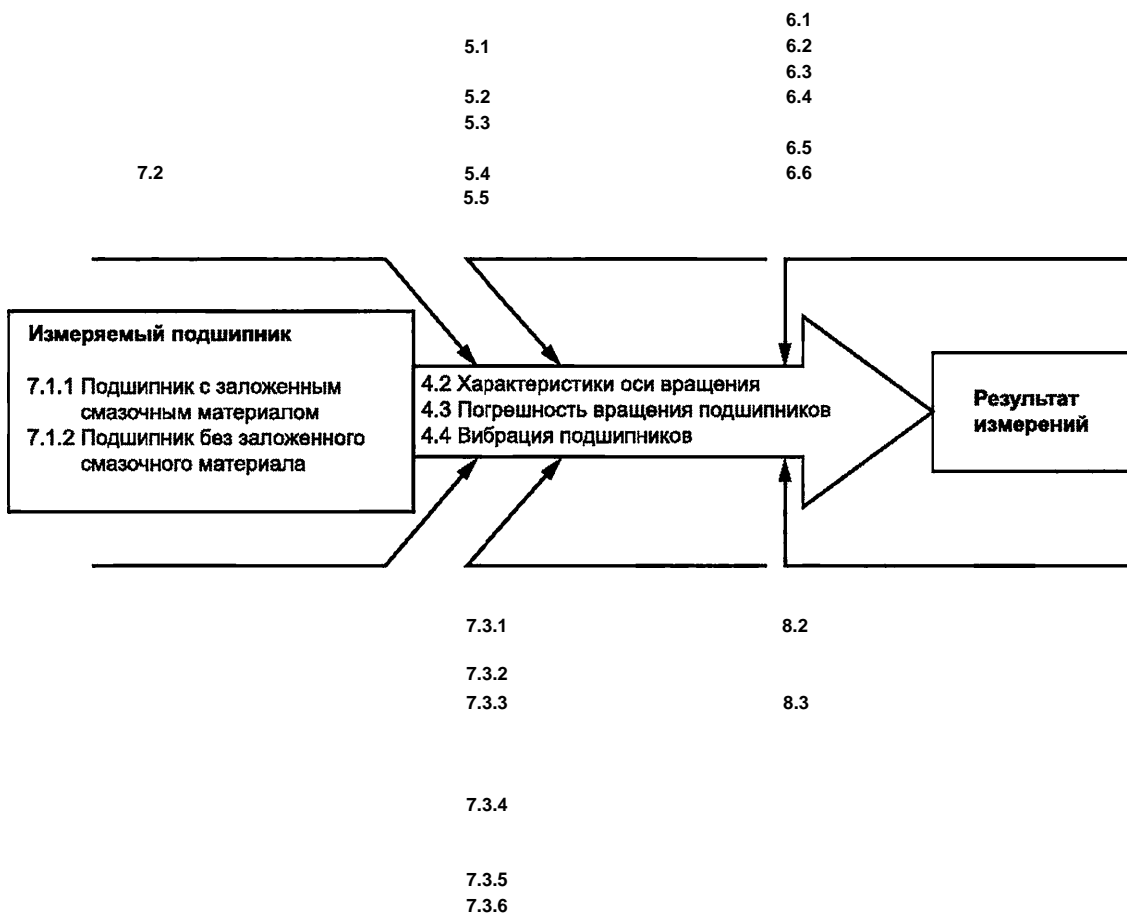 6.1
5.1 6.2
6.3
5.2 6.4
5.3
6.5
7.2 5.4 6.6
5.5
Измеряемый подшипник
7.1.1 Подшипник с заложенным
смазочным материалом
7.1.2 Подшипник без заложенного
смазочного материала
4.2 Характеристики оси вращения
4.3 Погрешность вращения подшипников
4.4 Вибрация подшипников
Результат
измерений
7.3.1 8.2
7.3.2
7.3.3 8.3
7.3.4
7.3.5
7.3.6